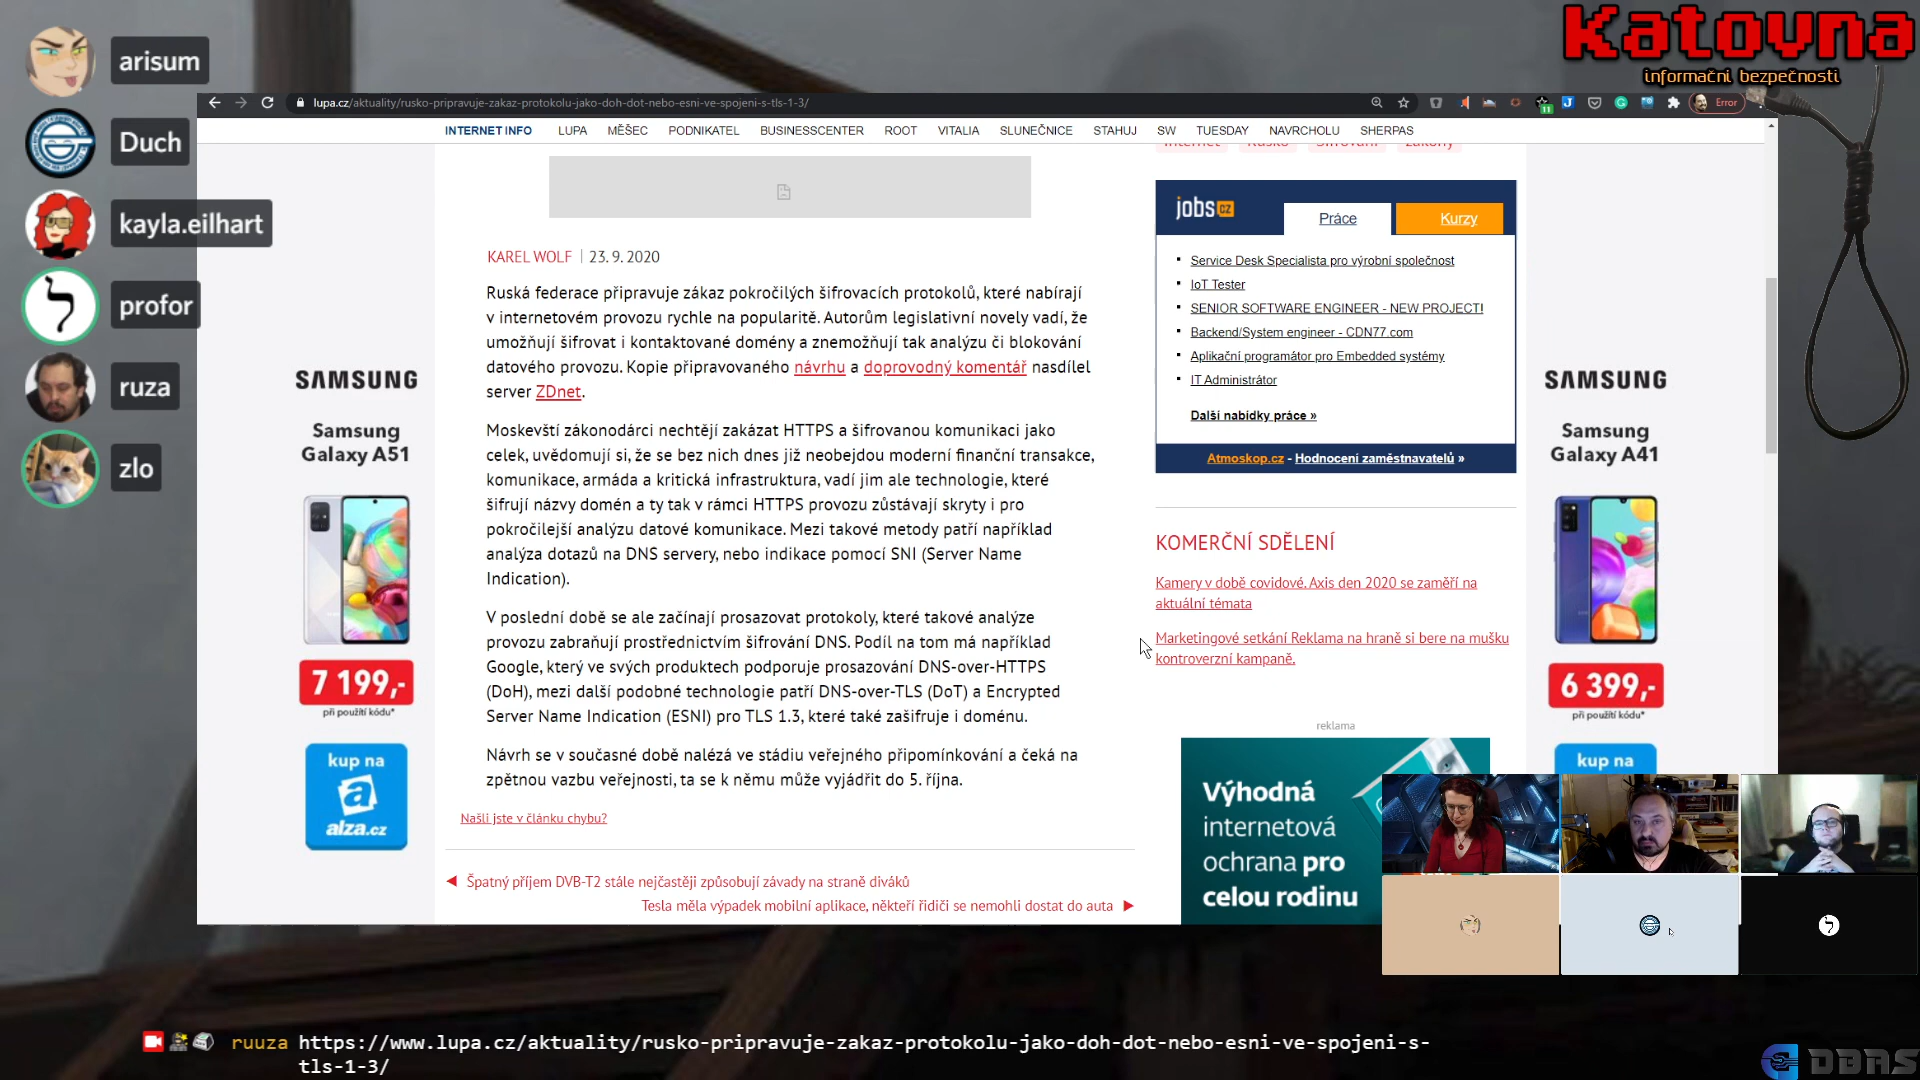 Katovna
informační bezpečnosti
arisum
Duch
kayla.eilhart
profor
ruza
zlo
lupa.cz/aktuality/rusko-pripravuje-zakaz-protokolu-jako-doh-dot-nebo-esni-ve-spojeni-s-tls-1-3/
11
Error
INTERNET INFO LUPA MĚŠEC PODNIKATEL BUSINESSCENTER ROOT VITALIA SLUNEČNICE STAHUJ SW TUESDAY NAVRCHOLU SHERPAS
KAREL WOLF | 23. 9. 2020
Ruská federace připravuje zákaz pokročilých šifrovacích protokolů, které nabírají
v internetovém provozu rychle na popularitě. Autorům legislativní novely vadí, že
umožňují šifrovat i kontaktované domény a znemožňují tak analýzu či blokování
datového provozu. Kopie připravovaného návrhu a doprovodný komentář nasdílel
server ZDnet.
Moskevští zákonodárci nechtějí zakázat HTTPS a šifrovanou komunikaci jako
celek, uvědomují si, že se bez nich dnes již neobejdou moderní finanční transakce,
komunikace, armáda a kritická infrastruktura, vadí jim ale technologie, které
šifrují názvy domén a ty tak v rámci HTTPS provozu zůstávají skryty i pro
pokročilejší analýzu datové komunikace. Mezi takové metody patří například
analýza dotazů na DNS servery, nebo indikace pomocí SNI (Server Name
Indication).
V poslední době se ale začínají prosazovat protokoly, které takové analýze
provozu zabraňují prostřednictvím šifrování DNS. Podíl na tom má například
Google, který ve svých produktech podporuje prosazování DNS-over-HTTPS
(DoH), mezi další podobné technologie patří DNS-over-TLS (DoT) a Encrypted
Server Name Indication (ESNI) pro TLS 1.3, které také zašifruje i doménu.
Návrh se v současné době nalézá ve stádiu veřejného připomínkování a čeká na
zpětnou vazbu veřejnosti, ta se k němu může vyjádřit do 5. října.
Našli jste v článku chybu?
◀ Špatný příjem DVB-T2 stále nejčastěji způsobují závady na straně diváků
Tesla měla výpadek mobilní aplikace, někteří řidiči se nemohli dostat do auta ▶
Internet Rusko Šifrování Zákony
jobs CZ
Práce
Kurzy
Service Desk Specialista pro výrobní společnost
IoT Tester
SENIOR SOFTWARE ENGINEER - NEW PROJECT!
Backend/System engineer - CDN77.com
Aplikační programátor pro Embedded systémy
IT Administrátor
Další nabídky práce »
Atmoskop.cz - Hodnocení zaměstnavatelů »
KOMERČNÍ SDĚLENÍ
Kamery v době covidové. Axis den 2020 se zaměří na
aktuální témata
Marketingové setkání Reklama na hraně si bere na mušku
kontroverzní kampaně.
reklama
Výhodná
internetová
ochrana pro
celou rodinu
SAMSUNG
Samsung
Galaxy A51
7 199,-
při použití kódu*
kup na
a
alza.cz
SAMSUNG
Samsung
Galaxy A41
6 399,-
při použití kódu*
kup na
ruuza https://www.lupa.cz/aktuality/rusko-pripravuje-zakaz-protokolu-jako-doh-dot-nebo-esni-ve-spojeni-s-
tls-1-3/
DBAS